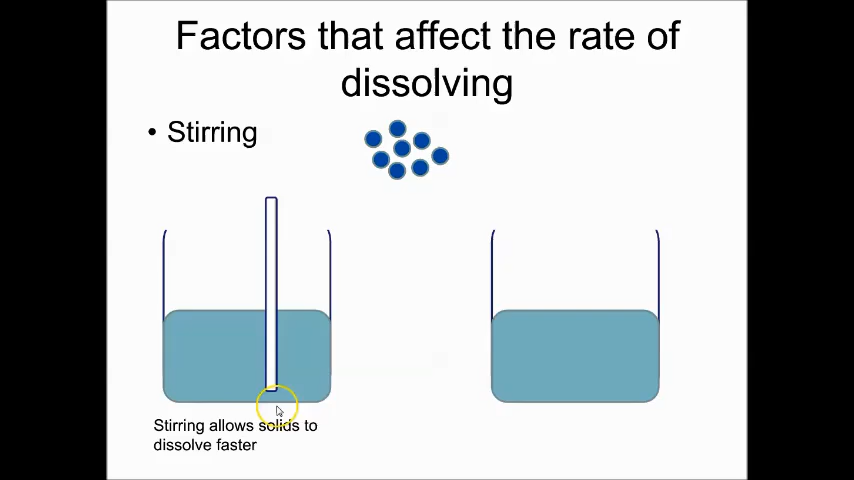 Factors that affect the rate of
dissolving
• Stirring
Stirring allows solids to
dissolve faster